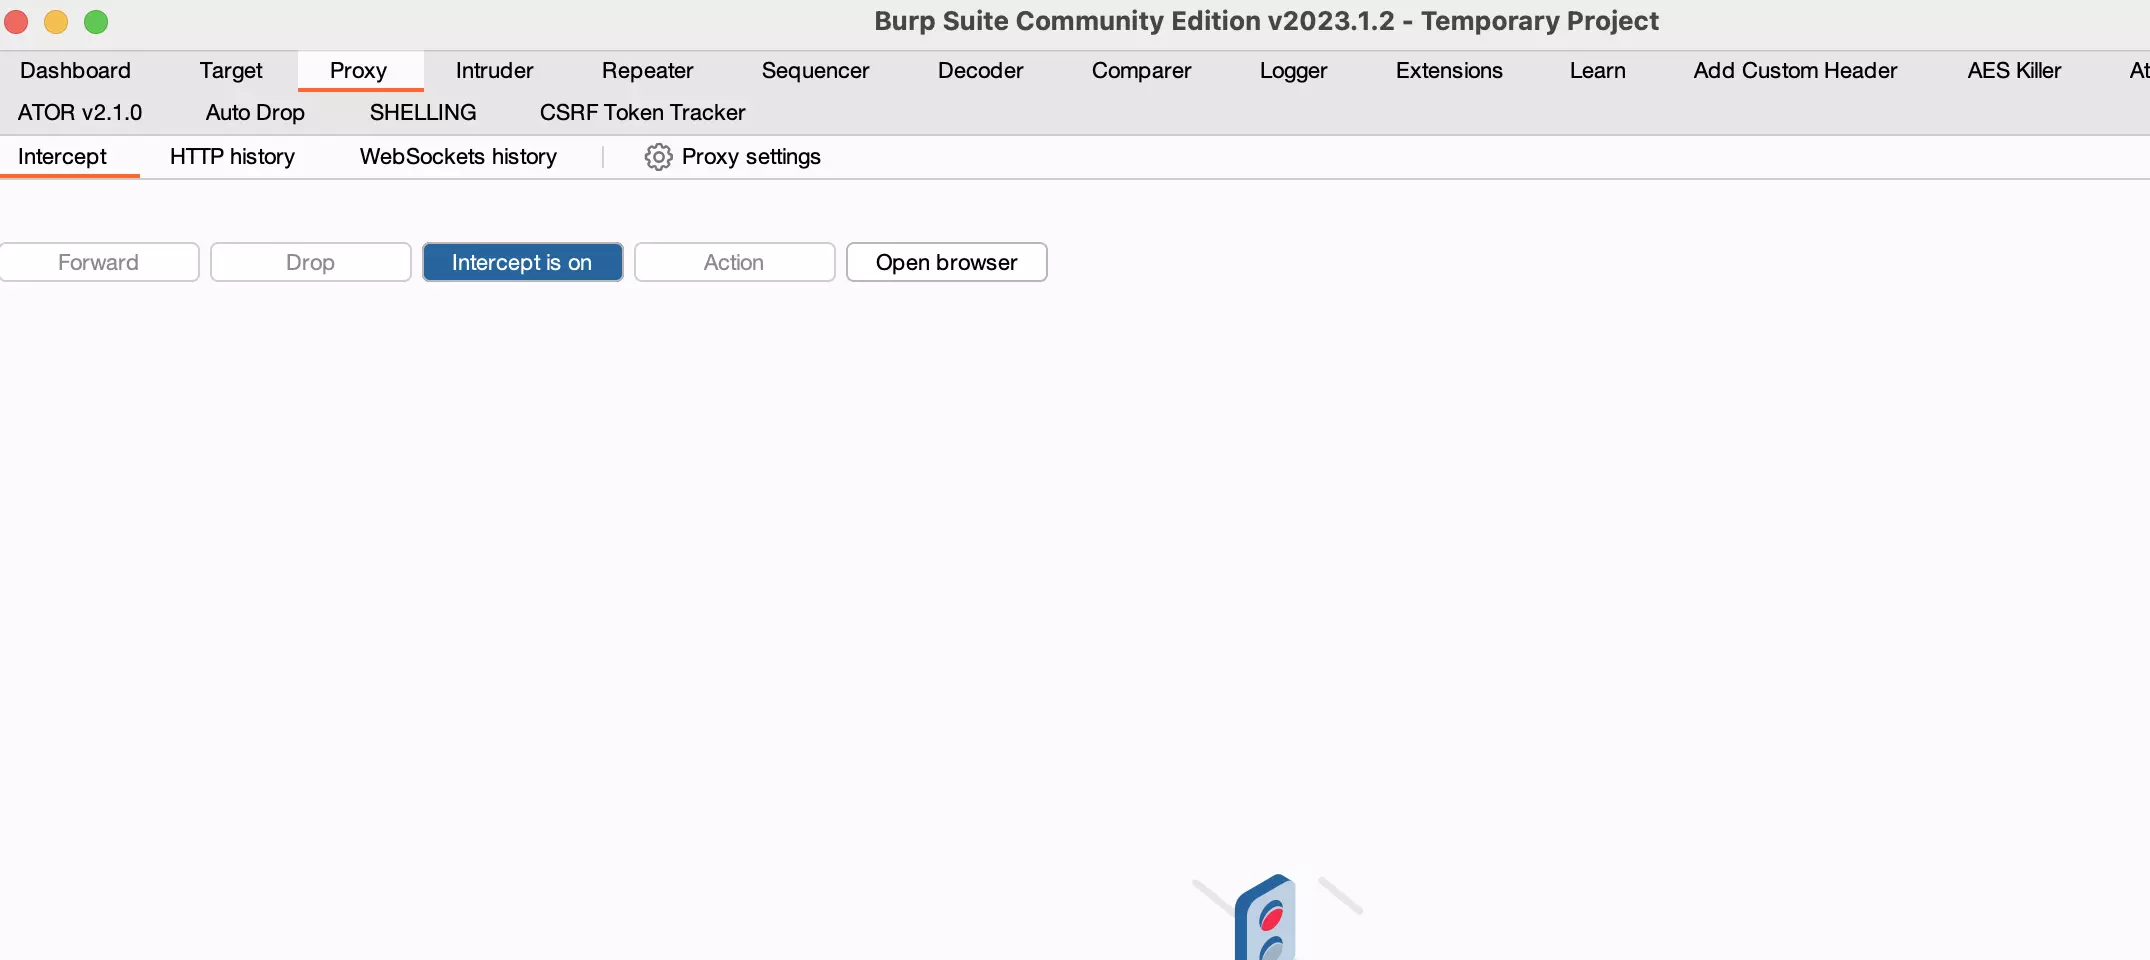 Burp Suite Community Edition v2023.1.2 - Temporary Project
Dashboard Target Proxy Intruder Repeater Sequencer Decoder Comparer Logger Extensions Learn Add Custom Header AES Killer
ATOR v2.1.0 Auto Drop SHELLING CSRF Token Tracker
Intercept HTTP history WebSockets history Proxy settings
Forward Drop Intercept is on Action Open browser